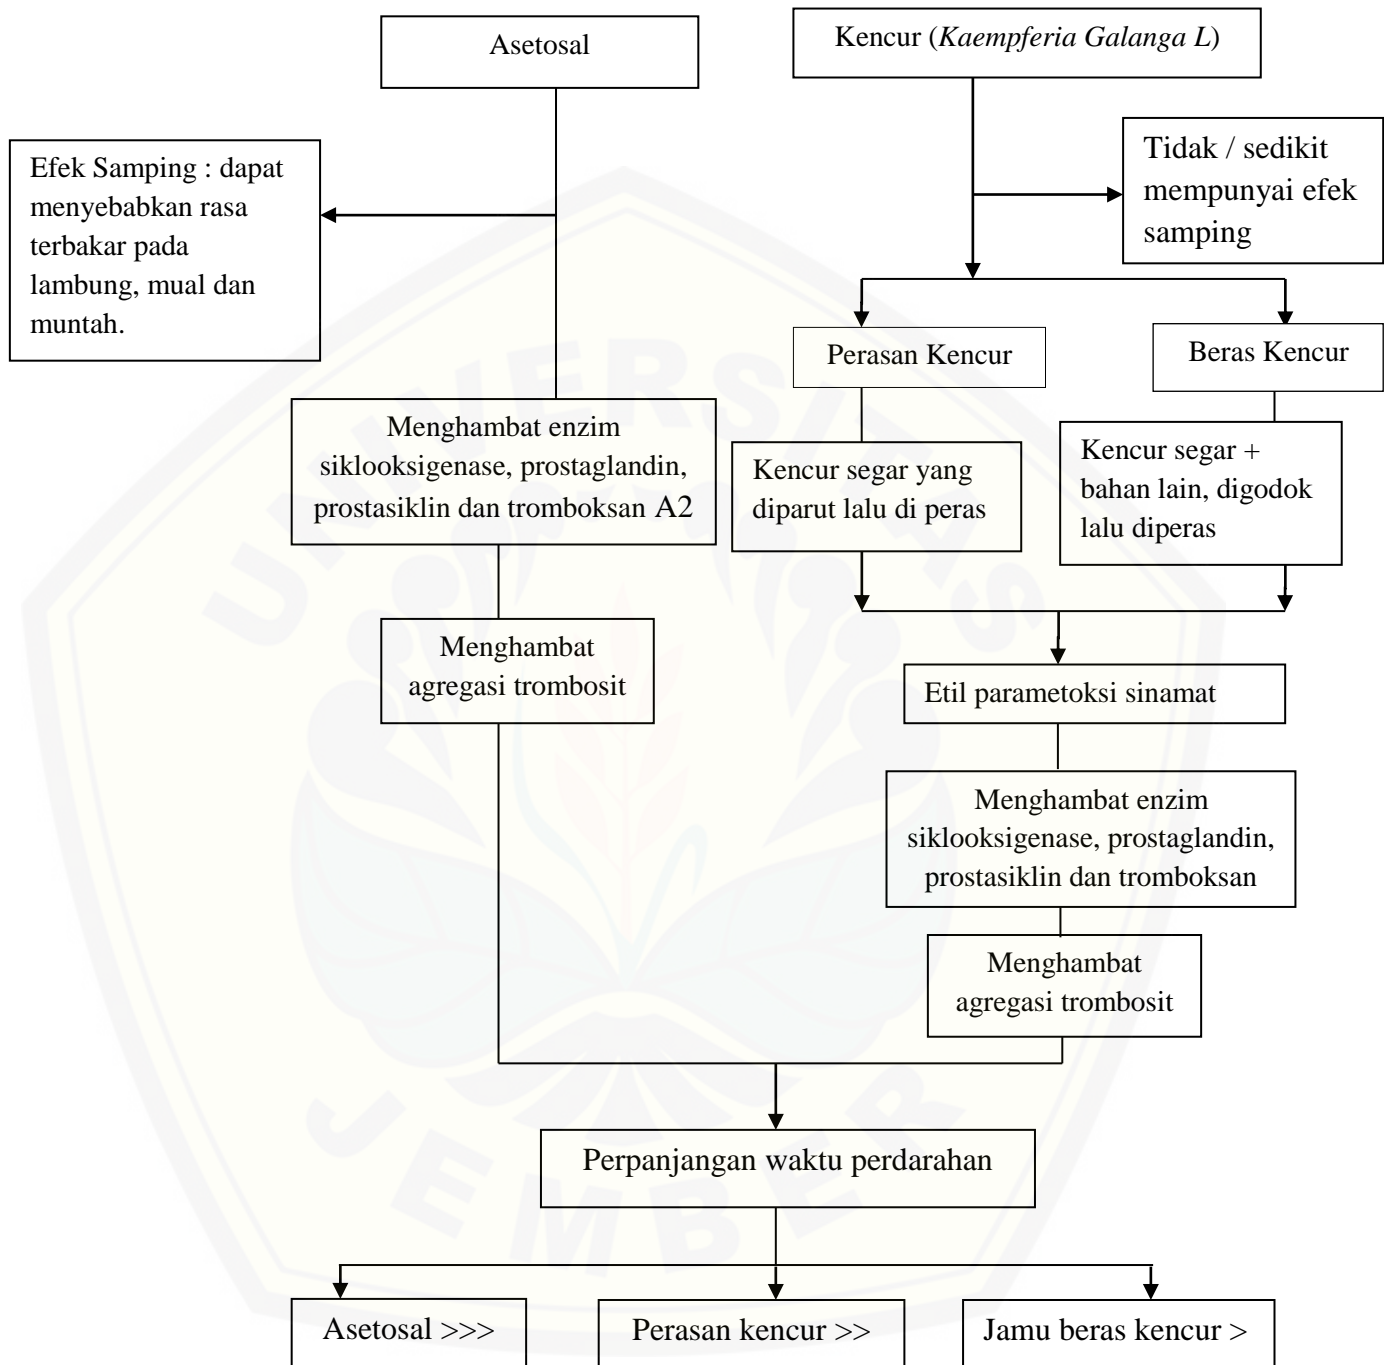 Asetosal
Kencur (Kaempferia Galanga L)
Efek Samping : dapat
menyebabkan rasa
terbakar pada
lambung, mual dan
muntah.
Tidak / sedikit
mempunyai efek
samping
Perasan Kencur
Beras Kencur
Menghambat enzim
siklooksigenase, prostaglandin,
prostasiklin dan tromboksan A2
Kencur segar yang
diparut lalu di peras
Kencur segar +
bahan lain, digodok
lalu diperas
Menghambat
agregasi trombosit
Etil parametoksi sinamat
Menghambat enzim
siklooksigenase, prostaglandin,
prostasiklin dan tromboksan
Menghambat
agregasi trombosit
Perpanjangan waktu perdarahan
Asetosal >>>
Perasan kencur >>
Jamu beras kencur >
UNIVERSITAS
JEMBER